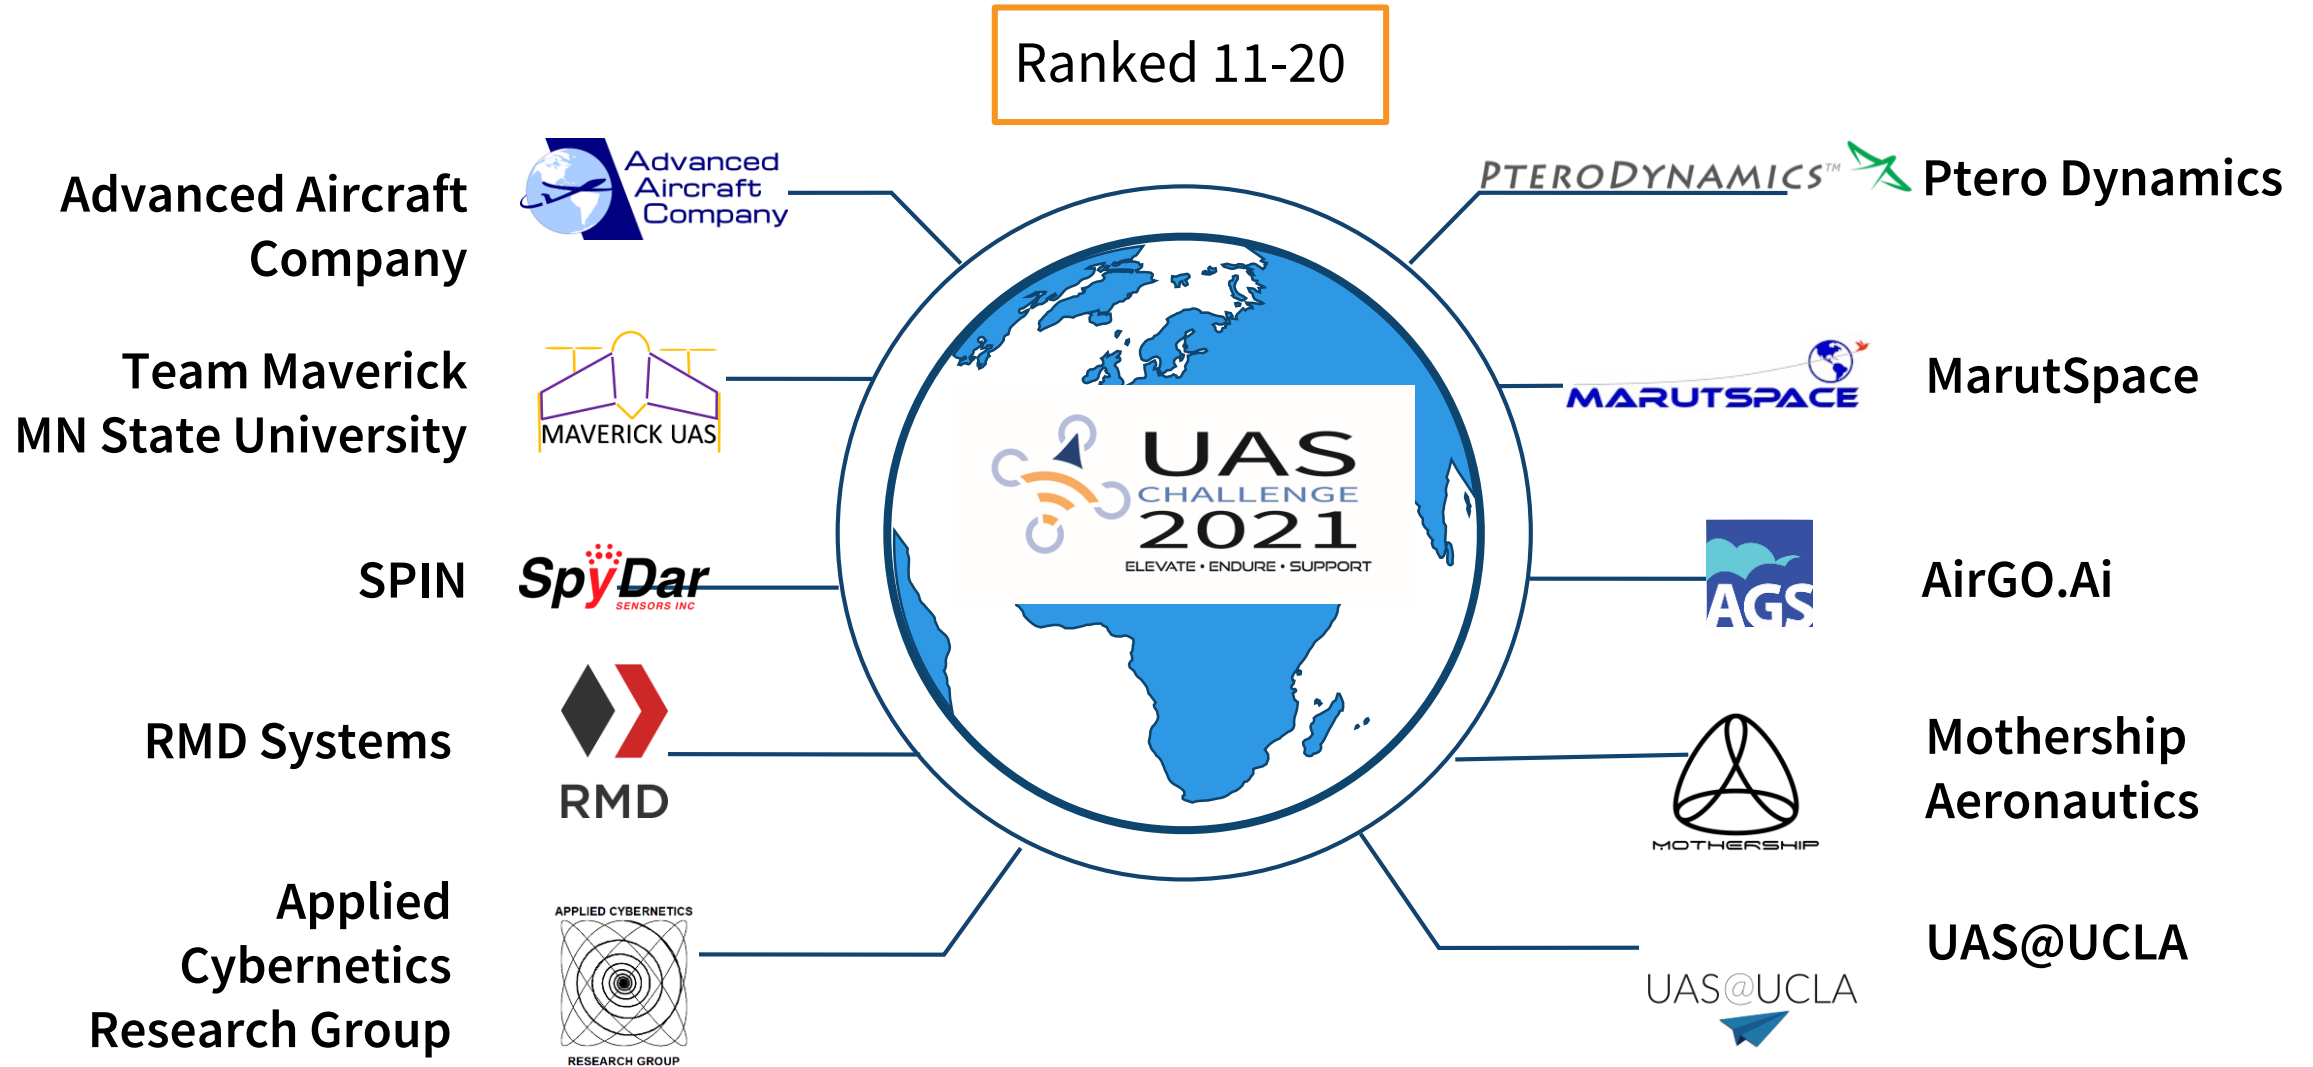 Ranked 11-20
Advanced Aircraft
Company
Advanced
Aircraft
Company
Team Maverick
MN State University
MAVERICK UAS
SPIN
SpyDar
SENSORS INC
RMD Systems
RMD
Applied
Cybernetics
Research Group
APPLIED CYBERNETICS
RESEARCH GROUP
UAS
CHALLENGE
2021
ELEVATE • ENDURE • SUPPORT
PTERODYNAMICS™
Ptero Dynamics
MARUTSPACE
MarutSpace
AGS
AirGO.Ai
MOTHERSHIP
Mothership
Aeronautics
UAS@UCLA
UAS@UCLA